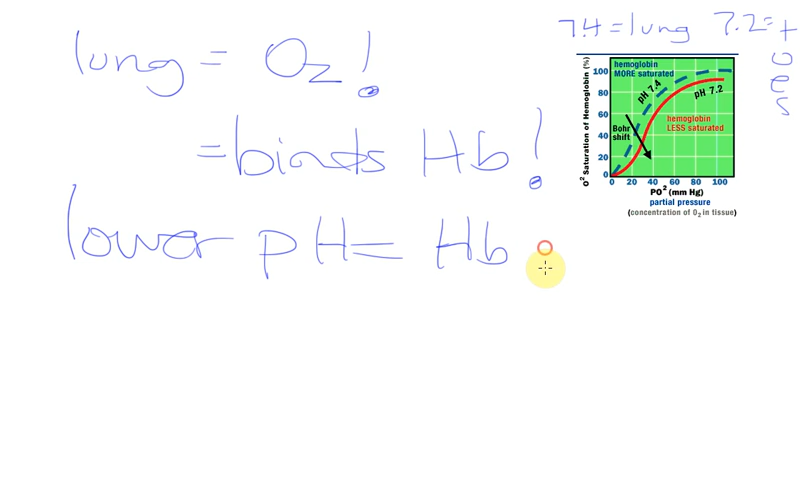 7.4 = lung 7.2 = toes
lung = O2!
= binds Hb!
lower pH = Hb
hemoglobin
MORE saturated
pH 7.4
pH 7.2
hemoglobin
LESS saturated
Bohr
shift
O2 Saturation of Hemoglobin (%)
100
80
60
40
20
0
0 20 40 60 80 100
PO2 (mm Hg)
partial pressure
(concentration of O2 in tissue)